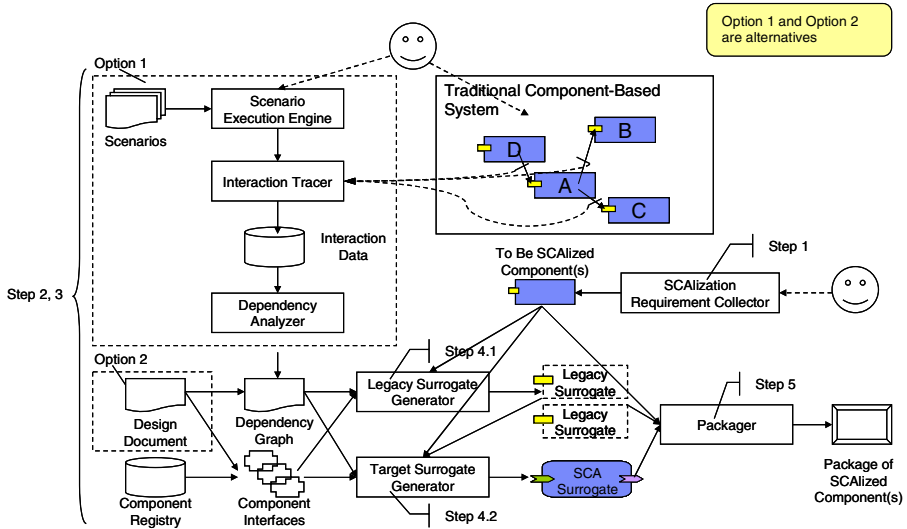 Option 1 and Option 2
are alternatives
Option 1
Scenarios
Scenario
Execution Engine
Interaction Tracer
Interaction
Data
Dependency
Analyzer
Traditional Component-Based
System
D
B
A
C
Step 2, 3
To Be SCAlized
Component(s)
Step 1
SCAlization
Requirement Collector
Option 2
Design
Document
Dependency
Graph
Component
Registry
Component
Interfaces
Step 4.1
Legacy Surrogate
Generator
Target Surrogate
Generator
Step 4.2
Legacy
Surrogate
Legacy
Surrogate
SCA
Surrogate
Step 5
Packager
Package of
SCAlized
Component(s)